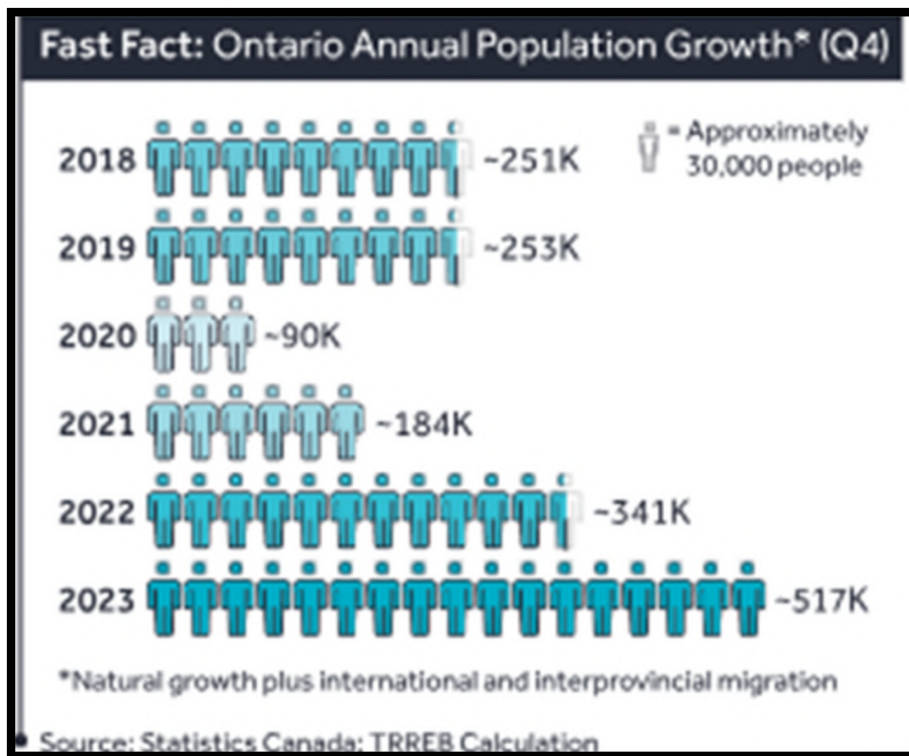 Fast Fact: Ontario Annual Population Growth* (Q4)
2018 ~251K
= Approximately
30,000 people
2019 ~253K
2020 ~90K
2021 ~184K
2022 ~341K
2023 ~517K
*Natural growth plus international and interprovincial migration
Source: Statistics Canada; TRREB Calculation